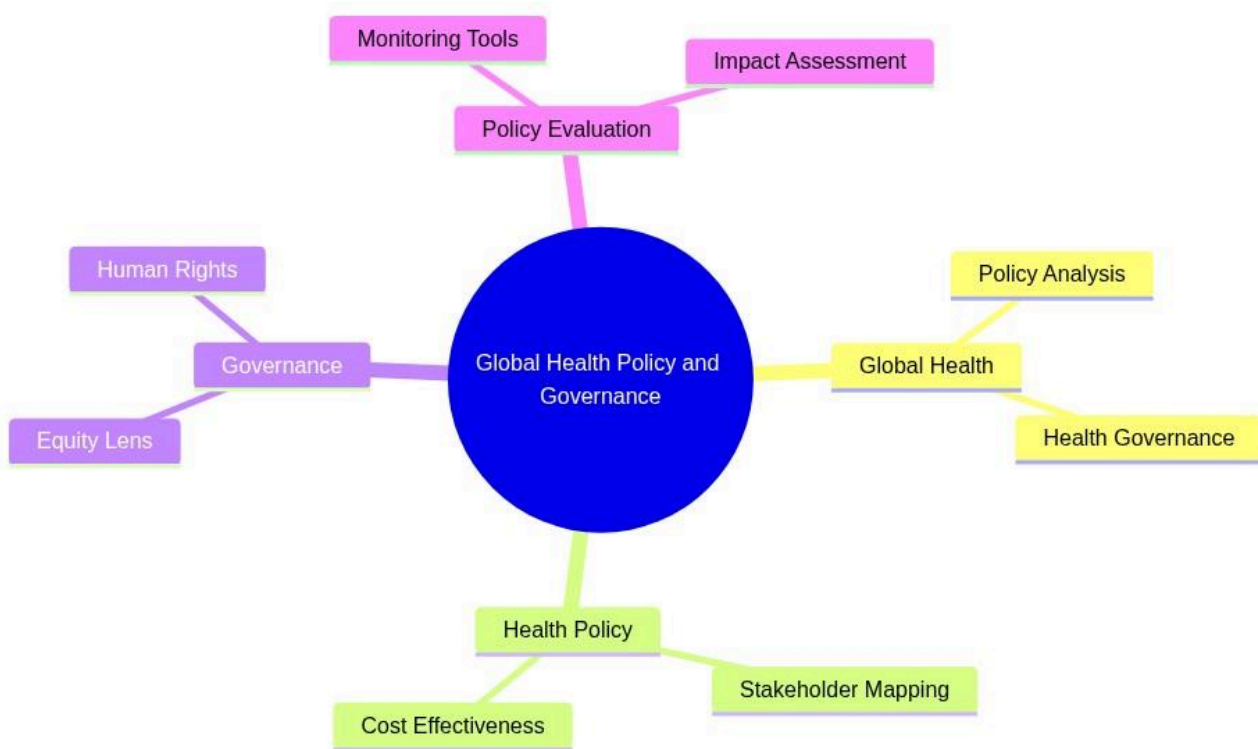 Monitoring Tools
Impact Assessment
Policy Evaluation
Human Rights
Policy Analysis
Governance
Global Health Policy and
Governance
Global Health
Equity Lens
Health Governance
Health Policy
Stakeholder Mapping
Cost Effectiveness